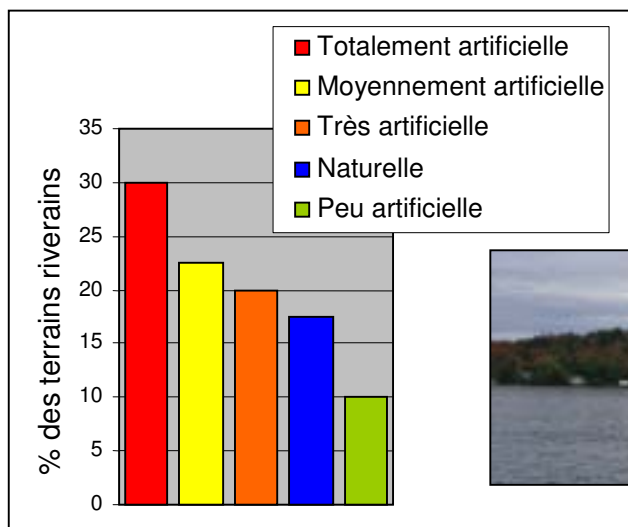 Totalement artificielle
Moyennement artificielle
Très artificielle
Naturelle
Peu artificielle
% des terrains riverains
35
30
25
20
15
10
5
0